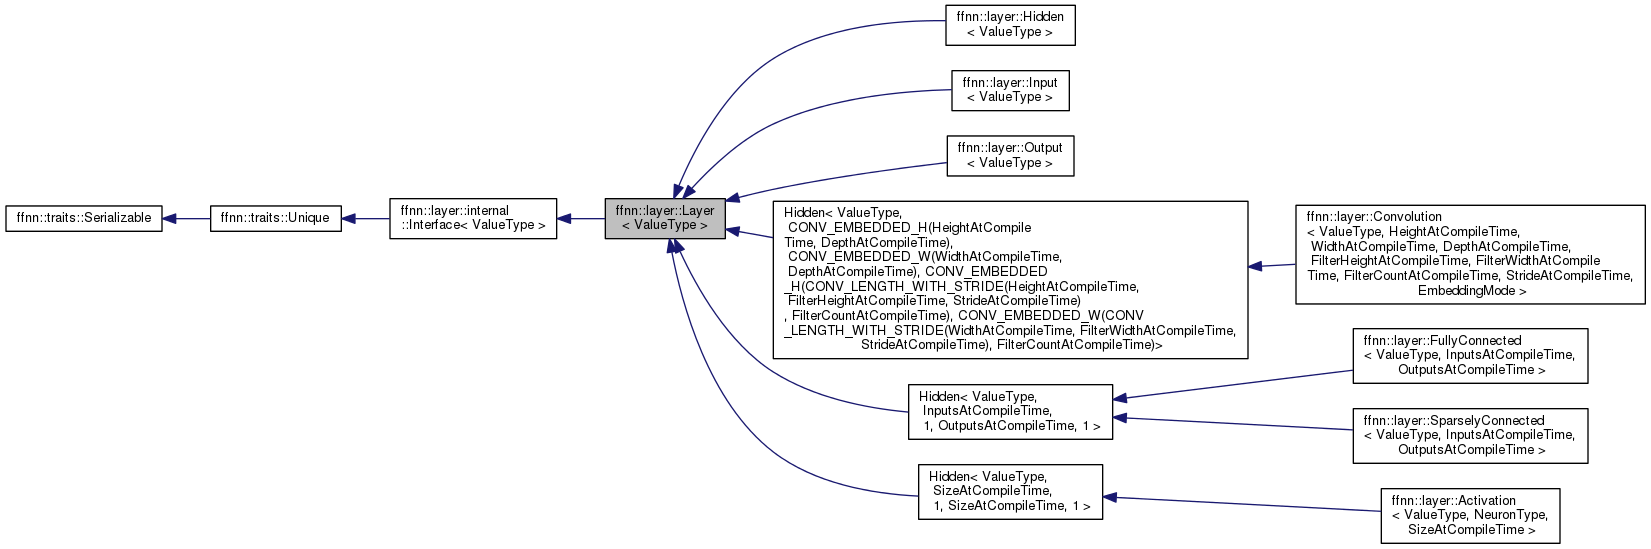 ffnn::layer::Hidden
< ValueType >
ffnn::layer::Input
< ValueType >
ffnn::layer::Output
< ValueType >
ffnn::traits::Serializable
ffnn::traits::Unique
ffnn::layer::internal
::Interface< ValueType >
ffnn::layer::Layer
< ValueType >
Hidden< ValueType,
CONV_EMBEDDED_H(HeightAtCompile
Time, DepthAtCompileTime),
CONV_EMBEDDED_W(WidthAtCompileTime,
DepthAtCompileTime), CONV_EMBEDDED
_H(CONV_LENGTH_WITH_STRIDE(HeightAtCompileTime,
FilterHeightAtCompileTime, StrideAtCompileTime)
, FilterCountAtCompileTime), CONV_EMBEDDED_W(CONV
_LENGTH_WITH_STRIDE(WidthAtCompileTime, FilterWidthAtCompileTime,
StrideAtCompileTime), FilterCountAtCompileTime)>
ffnn::layer::Convolution
< ValueType, HeightAtCompileTime,
WidthAtCompileTime, DepthAtCompileTime,
FilterHeightAtCompileTime, FilterWidthAtCompile
Time, FilterCountAtCompileTime, StrideAtCompileTime,
EmbeddingMode >
Hidden< ValueType,
InputsAtCompileTime,
1, OutputsAtCompileTime, 1 >
ffnn::layer::FullyConnected
< ValueType, InputsAtCompileTime,
OutputsAtCompileTime >
ffnn::layer::SparselyConnected
< ValueType, InputsAtCompileTime,
OutputsAtCompileTime >
Hidden< ValueType,
SizeAtCompileTime,
1, SizeAtCompileTime, 1 >
ffnn::layer::Activation
< ValueType, NeuronType,
SizeAtCompileTime >